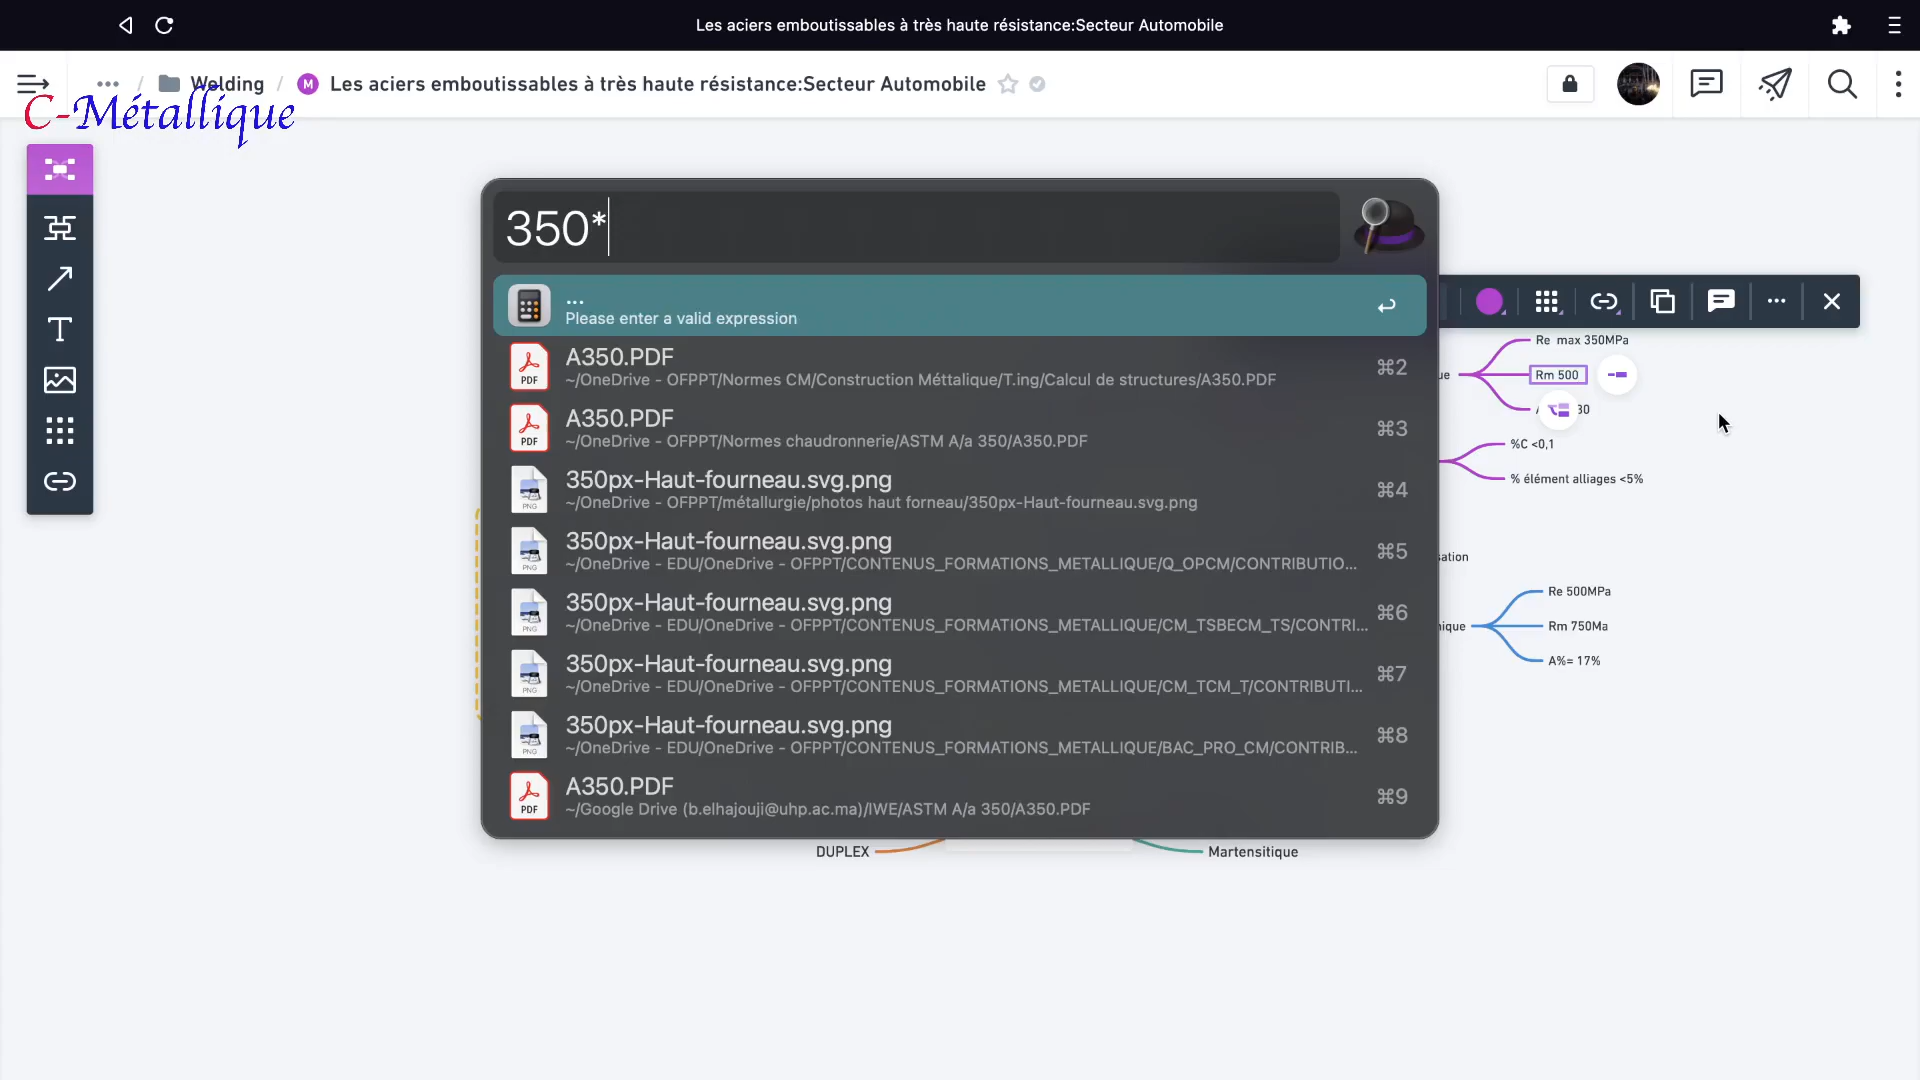 Les aciers emboutissables à très haute résistance:Secteur Automobile
... / Welding / M Les aciers emboutissables à très haute résistance:Secteur Automobile
C-Métallique
350*
...
Please enter a valid expression
A350.PDF
~/OneDrive - OFPPT/Normes CM/Construction Méttalique/T.ing/Calcul de structures/A350.PDF
⌘2
A350.PDF
~/OneDrive - OFPPT/Normes chaudronnerie/ASTM A/a 350/A350.PDF
⌘3
350px-Haut-fourneau.svg.png
~/OneDrive - OFPPT/métallurgie/photos haut forneau/350px-Haut-fourneau.svg.png
⌘4
350px-Haut-fourneau.svg.png
~/OneDrive - EDU/OneDrive - OFPPT/CONTENUS_FORMATIONS_METALLIQUE/Q_OPCM/CONTRIBUTIO...
⌘5
350px-Haut-fourneau.svg.png
~/OneDrive - EDU/OneDrive - OFPPT/CONTENUS_FORMATIONS_METALLIQUE/CM_TSBECM_TS/CONTRI...
⌘6
350px-Haut-fourneau.svg.png
~/OneDrive - EDU/OneDrive - OFPPT/CONTENUS_FORMATIONS_METALLIQUE/CM_TCM_T/CONTRIBUTI...
⌘7
350px-Haut-fourneau.svg.png
~/OneDrive - EDU/OneDrive - OFPPT/CONTENUS_FORMATIONS_METALLIQUE/BAC_PRO_CM/CONTRIB...
⌘8
A350.PDF
~/Google Drive (b.elhajouji@uhp.ac.ma)/IWE/ASTM A/a 350/A350.PDF
⌘9
Re max 350MPa
ue
Rm 500
30
%C <0,1
% élément alliages <5%
sation
Re 500MPa
nique
Rm 750Ma
A%= 17%
DUPLEX
Martensitique